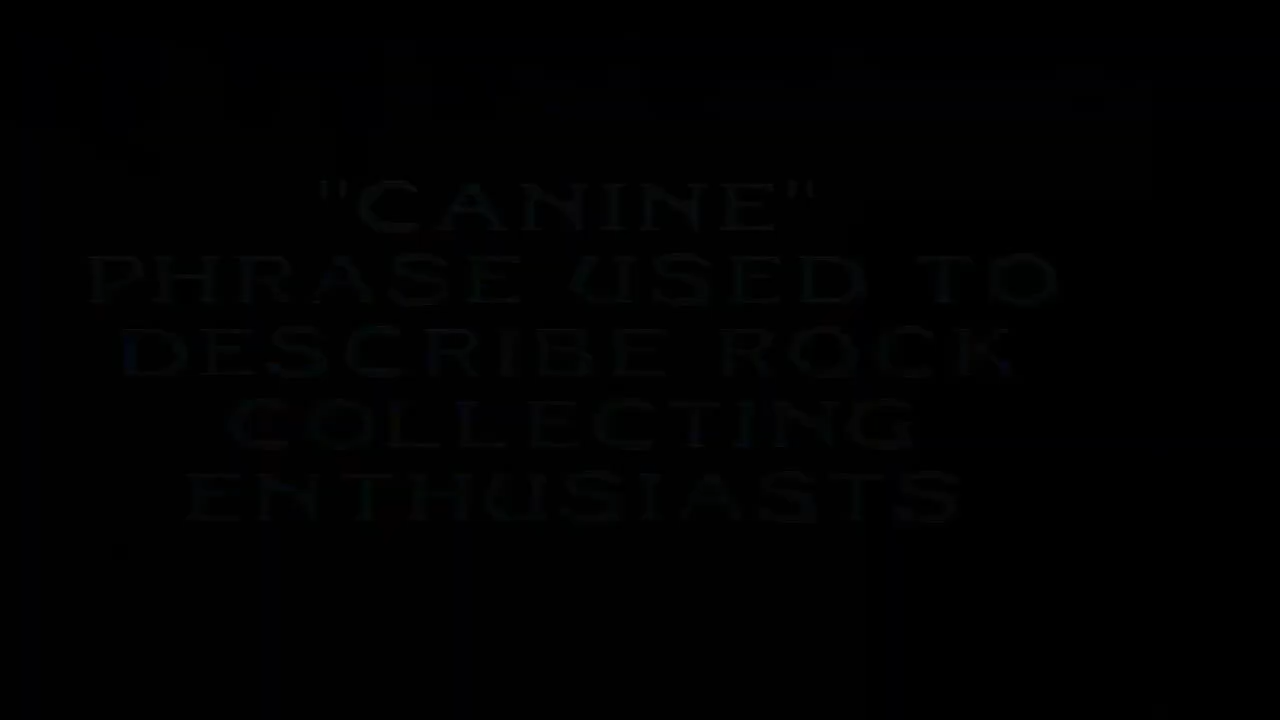 "CANINE"
PHRASE USED TO
DESCRIBE ROCK
COLLECTING
ENTHUSIASTS